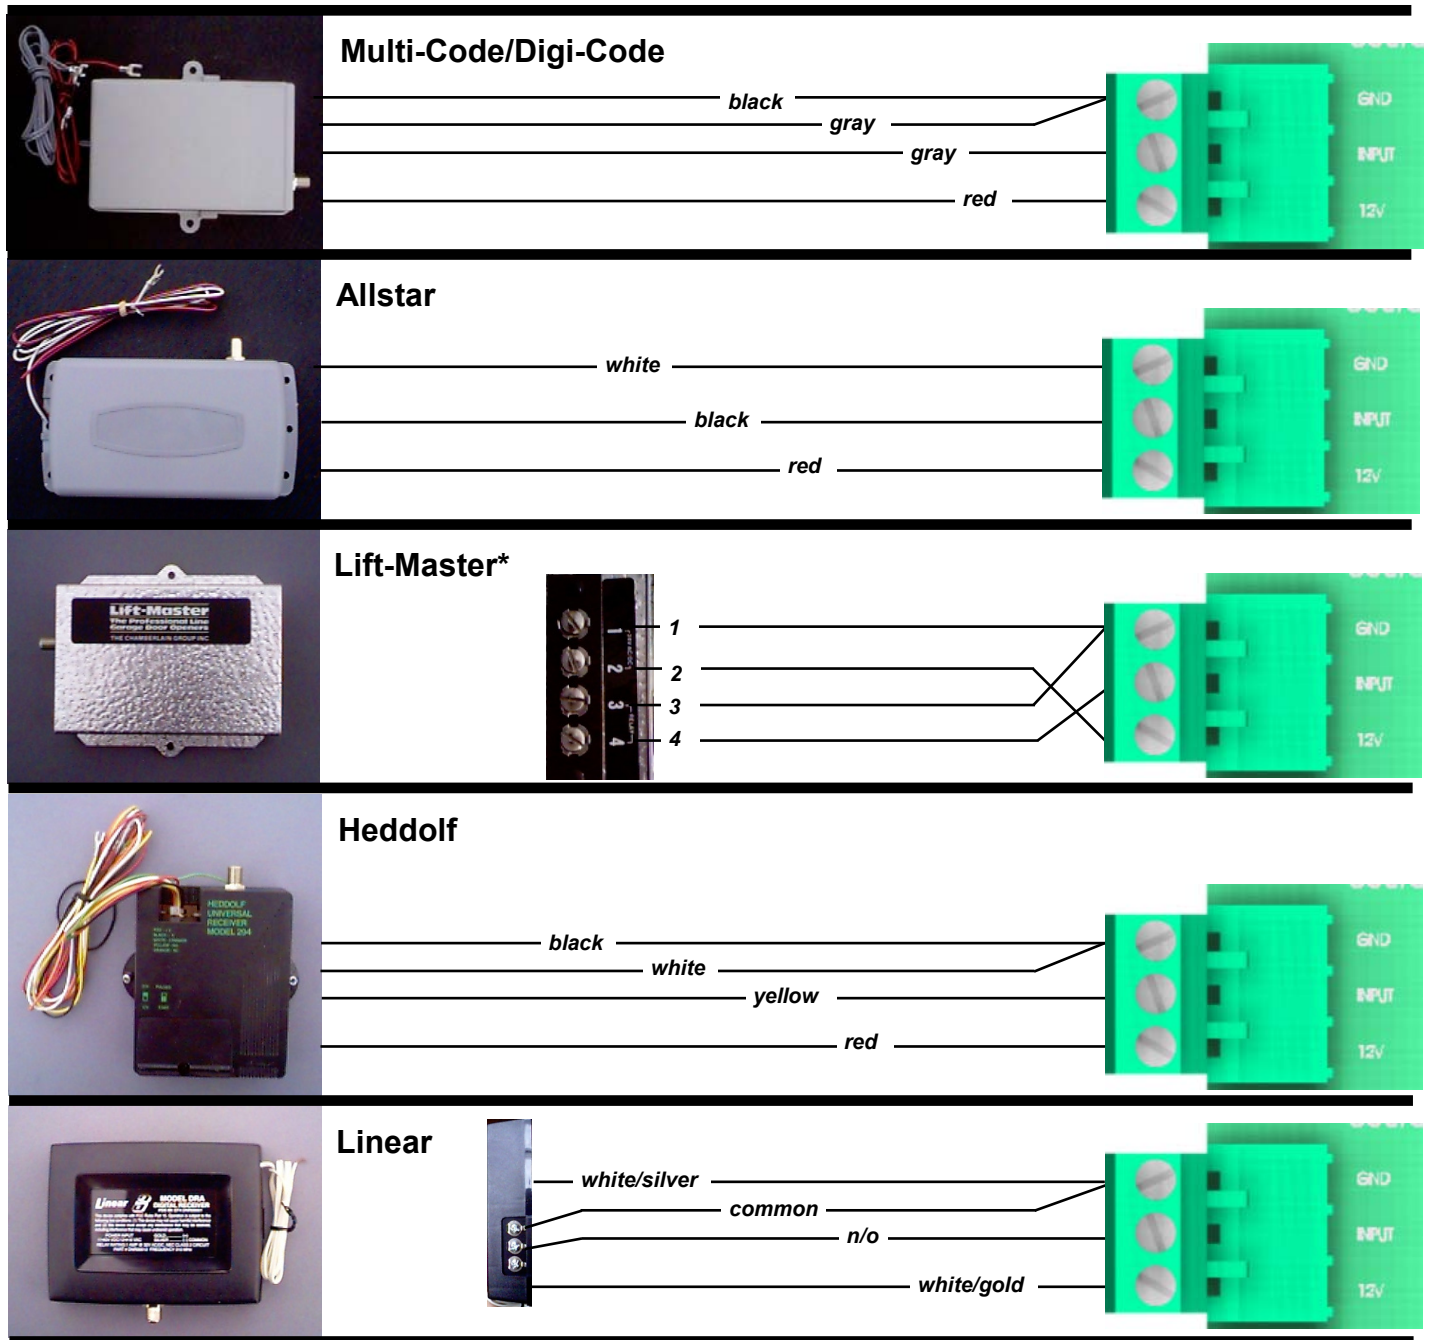 Multi-Code/Digi-Code
black
gray
gray
red
GND
INPUT
12V
Allstar
white
black
red
GND
INPUT
12V
Lift-Master*
Lift-Master
The Professional Line
Garage Door Openers
THE CHAMBERLAIN GROUP INC
1
2
3
4
1
2
3
4
GND
INPUT
12V
Heddolf
HEDDOLF
UNIVERSAL
RECEIVER
MODEL 204
black
white
yellow
red
GND
INPUT
12V
Linear
Linear
MODEL DRA
DIGITAL RECEIVER
white/silver
common
n/o
white/gold
GND
INPUT
12V